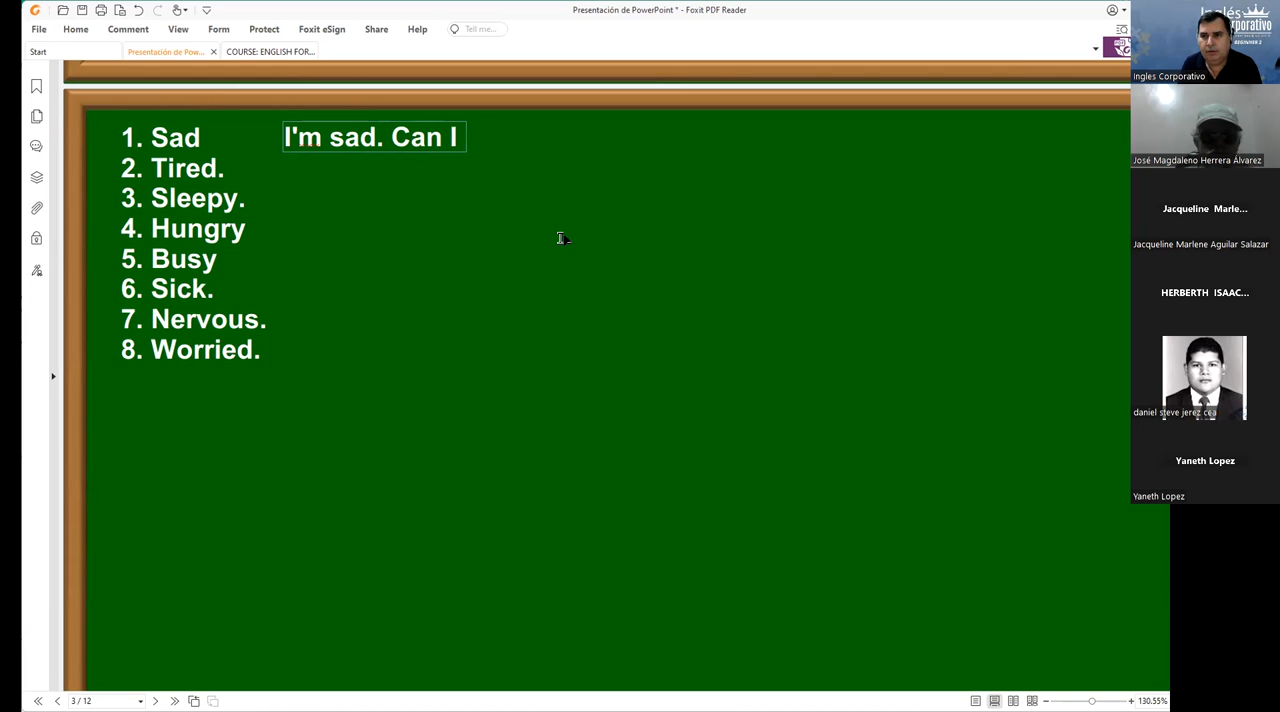 Presentación de PowerPoint * - Foxit PDF Reader
File Home Comment View Form Protect Foxit eSign Share Help Tell me...
Start Presentación de Pow... COURSE: ENGLISH FOR...
1. Sad I'm sad. Can I
2. Tired.
3. Sleepy.
4. Hungry
5. Busy
6. Sick.
7. Nervous.
8. Worried.
Inglés
BEGINNER 2
Ingles Corporativo
José Magdaleno Herrera Álvarez
Jacqueline Marle...
Jacqueline Marlene Aguilar Salazar
HERBERTH ISAAC...
daniel steve jerez cea
Yaneth Lopez
Yaneth Lopez
3 / 12
130.55%